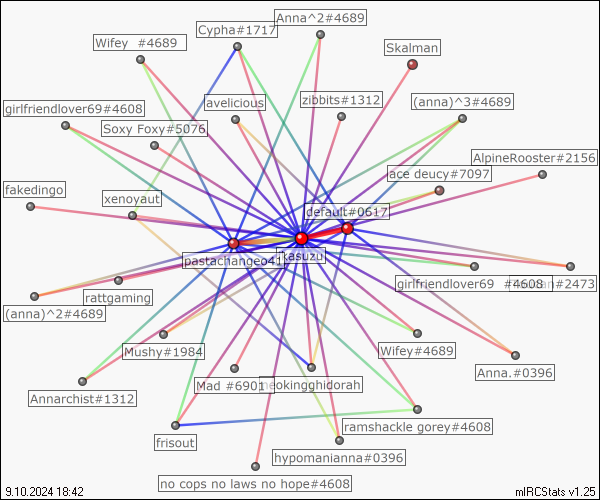 Anna^2#4689
Cypha#1717
Wifey #4689
Skalman
avelicious
zibbits#1312
(anna)^3#4689
girlfriendlover69#4608
Soxy Foxy#5076
AlpineRooster#2156
ace deucy#7097
fakedingo
xenoyaut
default#0617
pastachangeo41
kasuzu
girlfriendlover69 #4608
#2473
rattgaming
(anna)^2#4689
Mushy#1984
Wifey#4689
Anna.#0396
Mad #6901
neokingghidorah
Annarchist#1312
ramshackle gorey#4608
frisout
hypomanianna#0396
no cops no laws no hope#4608
9.10.2024 18:42
mIRCStats v1.25